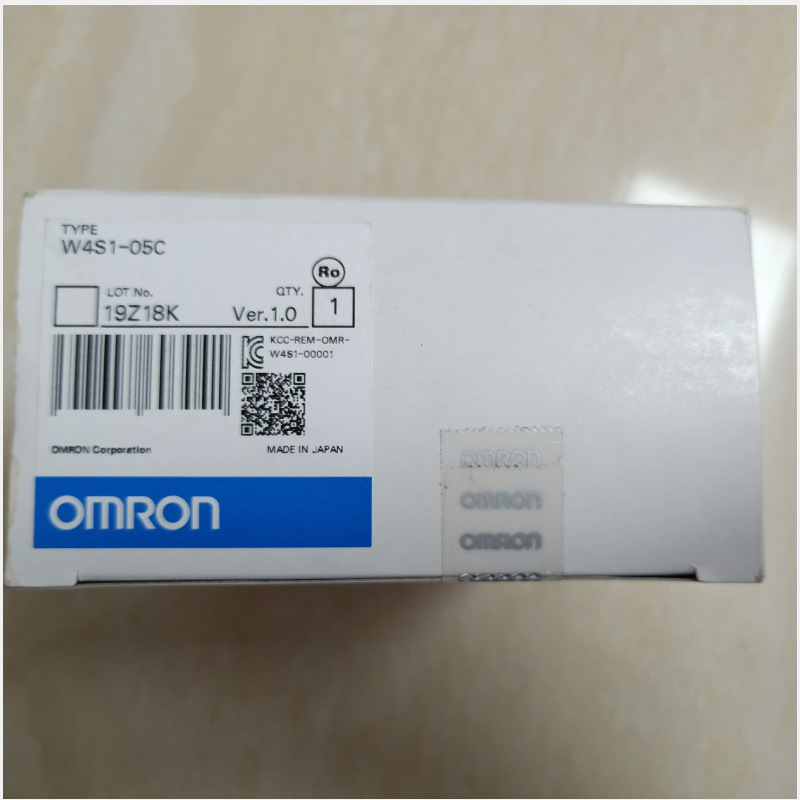 TYPE
W4S1-05C
Ro
LOT No.
QTY.
19Z18K
Ver.1.0
1
KCC-REM-OMR-
W4S1-00001
OMRON Corporation
MADE IN JAPAN
OMRON
OMRON
OMRON
OMRON